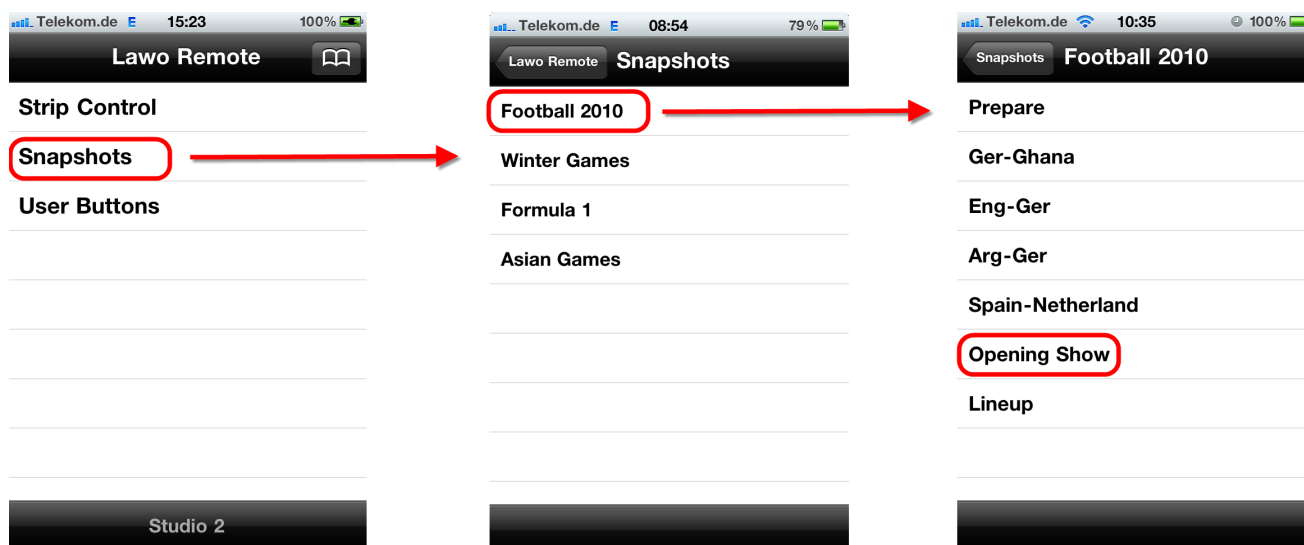 Telekom.de E 15:23 100%
Lawo Remote
Strip Control
Snapshots
User Buttons
Studio 2
Telekom.de E 08:54 79%
Lawo Remote Snapshots
Football 2010
Winter Games
Formula 1
Asian Games
Telekom.de 10:35 100%
Snapshots Football 2010
Prepare
Ger-Ghana
Eng-Ger
Arg-Ger
Spain-Netherland
Opening Show
Lineup